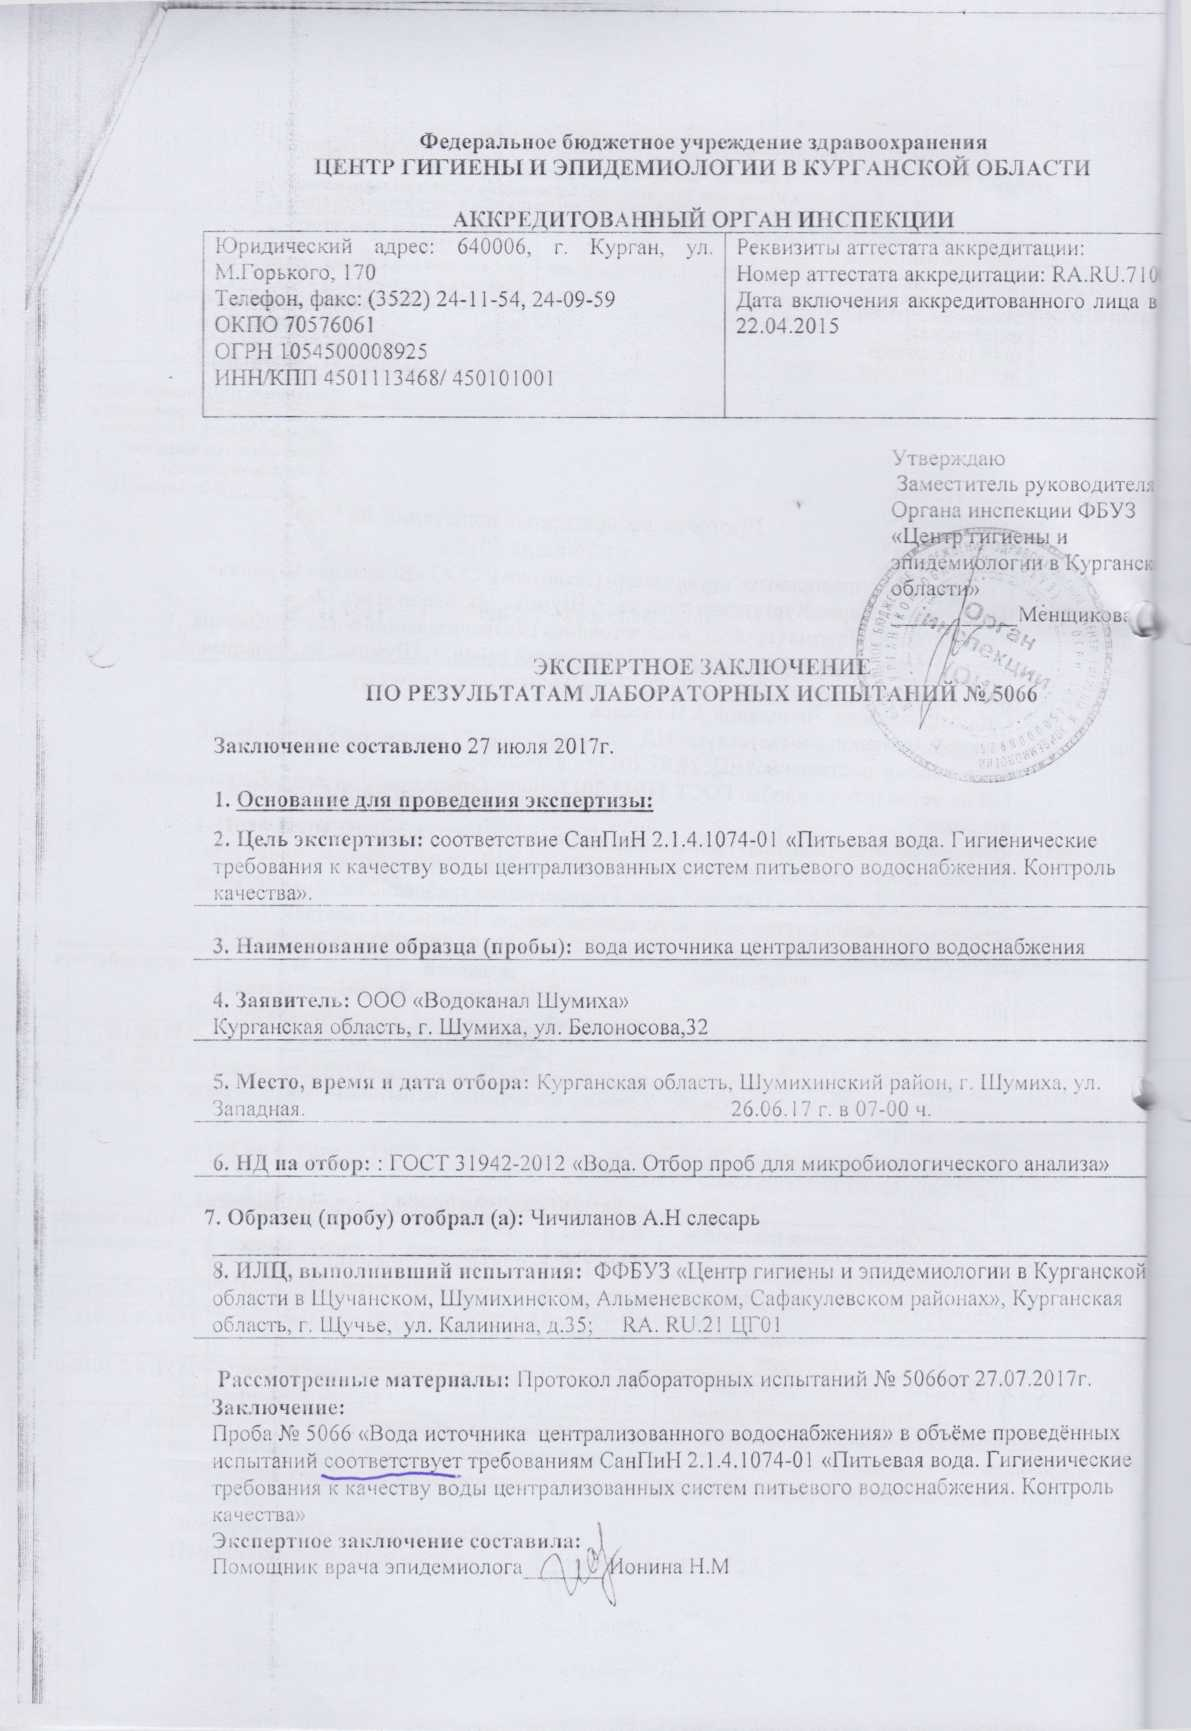 Федеральное бюджетное учреждение здравоохранения
ЦЕНТР ГИГИЕНЫ И ЭПИДЕМИОЛОГИИ В КУРГАНСКОЙ ОБЛАСТИ
АККРЕДИТОВАННЫЙ ОРГАН ИНСПЕКЦИИ
Юридический адрес: 640006, г. Курган, ул.
М.Горького, 170
Телефон, факс: (3522) 24-11-54, 24-09-59
ОКПО 70576061
ОГРН 1054500008925
ИНН/КПП 4501113468/ 450101001
Реквизиты аттестата аккредитации:
Номер аттестата аккредитации: RA.RU.710
Дата включения аккредитованного лица в
22.04.2015
Утверждаю
Заместитель руководителя
Органа инспекции ФБУЗ
«Центр гигиены и
эпидемиологии в Курганск
области»
Менщикова
Орган
инспекции
ЭКСПЕРТНОЕ ЗАКЛЮЧЕНИЕ
ПО РЕЗУЛЬТАТАМ ЛАБОРАТОРНЫХ ИСПЫТАНИЙ № 5066
Заключение составлено 27 июля 2017г.
1. Основание для проведения экспертизы:
2. Цель экспертизы: соответствие СанПиН 2.1.4.1074-01 «Питьевая вода. Гигиенические
требования к качеству воды централизованных систем питьевого водоснабжения. Контроль
качества».
3. Наименование образца (пробы): вода источника централизованного водоснабжения
4. Заявитель: ООО «Водоканал Шумиха»
Курганская область, г. Шумиха, ул. Белоносова,32
5. Место, время и дата отбора: Курганская область, Шумихинский район, г. Шумиха, ул.
Западная. 26.06.17 г. в 07-00 ч.
6. НД на отбор: : ГОСТ 31942-2012 «Вода. Отбор проб для микробиологического анализа»
7. Образец (пробу) отобрал (а): Чичиланов А.Н слесарь
8. ИЛЦ, выполнивший испытания: ФФБУЗ «Центр гигиены и эпидемиологии в Курганской
области в Щучанском, Шумихинском, Альменевском, Сафакулевском районах», Курганская
область, г. Щучье, ул. Калинина, д.35; RA. RU.21 ЦГ01
Рассмотренные материалы: Протокол лабораторных испытаний № 5066от 27.07.2017г.
Заключение:
Проба № 5066 «Вода источника централизованного водоснабжения» в объёме проведённых
испытаний соответствует требованиям СанПиН 2.1.4.1074-01 «Питьевая вода. Гигиенические
требования к качеству воды централизованных систем питьевого водоснабжения. Контроль
качества»
Экспертное заключение составила:
Помощник врача эпидемиолога Ионина Н.М